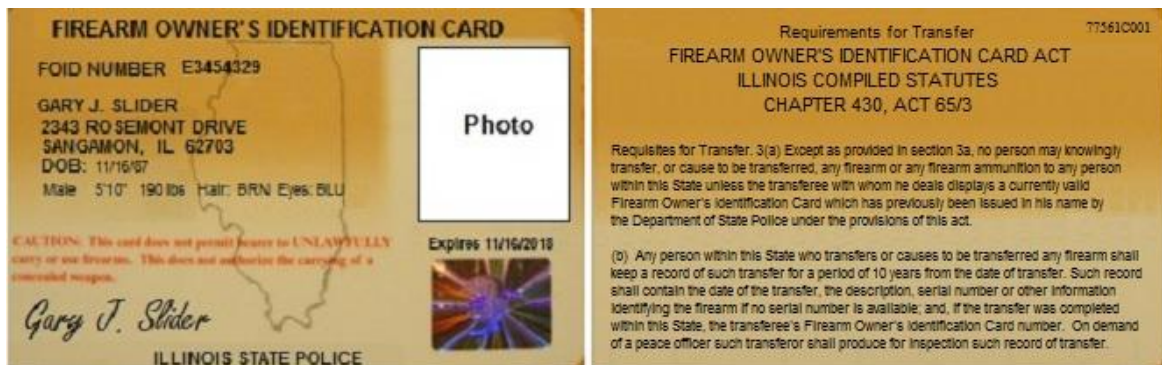 FIREARM OWNER'S IDENTIFICATION CARD
FOID NUMBER E3454329
GARY J. SLIDER
2343 ROSEMONT DRIVE
SANGAMON, IL 62703
DOB: 11/16/67
Male 5'10" 190 lbs Hair: BRN Eyes: BLU
Photo
CAUTION: This card does not permit bearer to UNLAWFULLY
carry or use firearms. This does not authorize the carrying of a
concealed weapon.
Expires 11/16/2018
Gary J. Slider
ILLINOIS STATE POLICE
Requirements for Transfer
77561C001
FIREARM OWNER'S IDENTIFICATION CARD ACT
ILLINOIS COMPILED STATUTES
CHAPTER 430, ACT 65/3
Requisites for Transfer. 3(a) Except as provided in section 3a, no person may knowingly
transfer, or cause to be transferred, any firearm or any firearm ammunition to any person
within this State unless the transferee with whom he deals displays a currently valid
Firearm Owner's Identification Card which has previously been issued in his name by
the Department of State Police under the provisions of this act.
(b) Any person within this State who transfers or causes to be transferred any firearm shall
keep a record of such transfer for a period of 10 years from the date of transfer. Such record
shall contain the date of the transfer, the description, serial number or other information
identifying the firearm if no serial number is available; and, if the transfer was completed
within this State, the transferee's Firearm Owner's Identification Card number. On demand
of a peace officer such transferor shall produce for inspection such record of transfer.